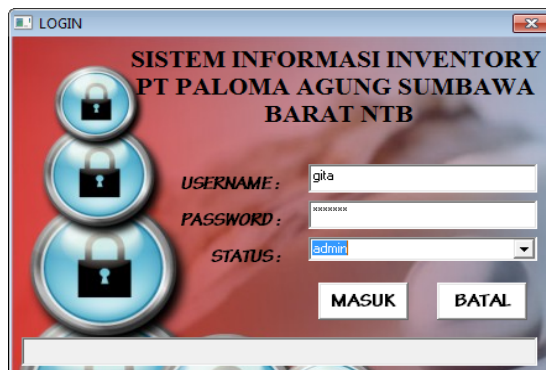 LOGIN
SISTEM INFORMASI INVENTORY
PT PALOMA AGUNG SUMBAWA
BARAT NTB
USERNAME : gita
PASSWORD : *******
STATUS : admin
MASUK BATAL